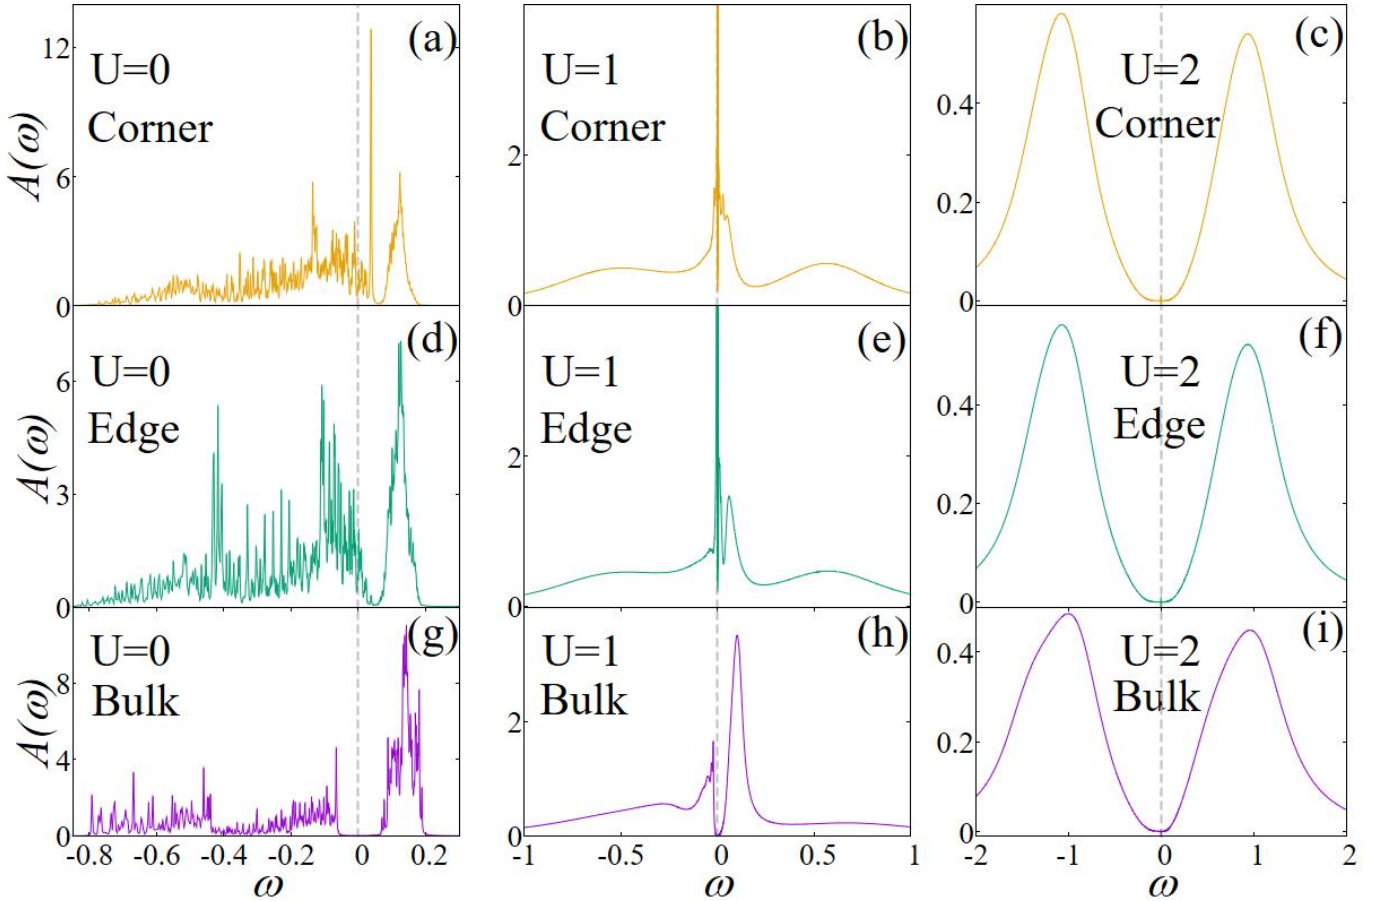 (a)
U=0
Corner
12
6
0
A(ω)
(b)
U=1
Corner
2
0
(c)
U=2
Corner
0.4
0.2
0
(d)
U=0
Edge
6
3
0
A(ω)
(e)
U=1
Edge
2
0
(f)
U=2
Edge
0.4
0.2
0
(g)
U=0
Bulk
8
4
0
A(ω)
-0.8 -0.6 -0.4 -0.2 0 0.2
ω
(h)
U=1
Bulk
2
0
-1 -0.5 0 0.5 1
ω
(i)
U=2
Bulk
0.4
0.2
0
-2 -1 0 1 2
ω